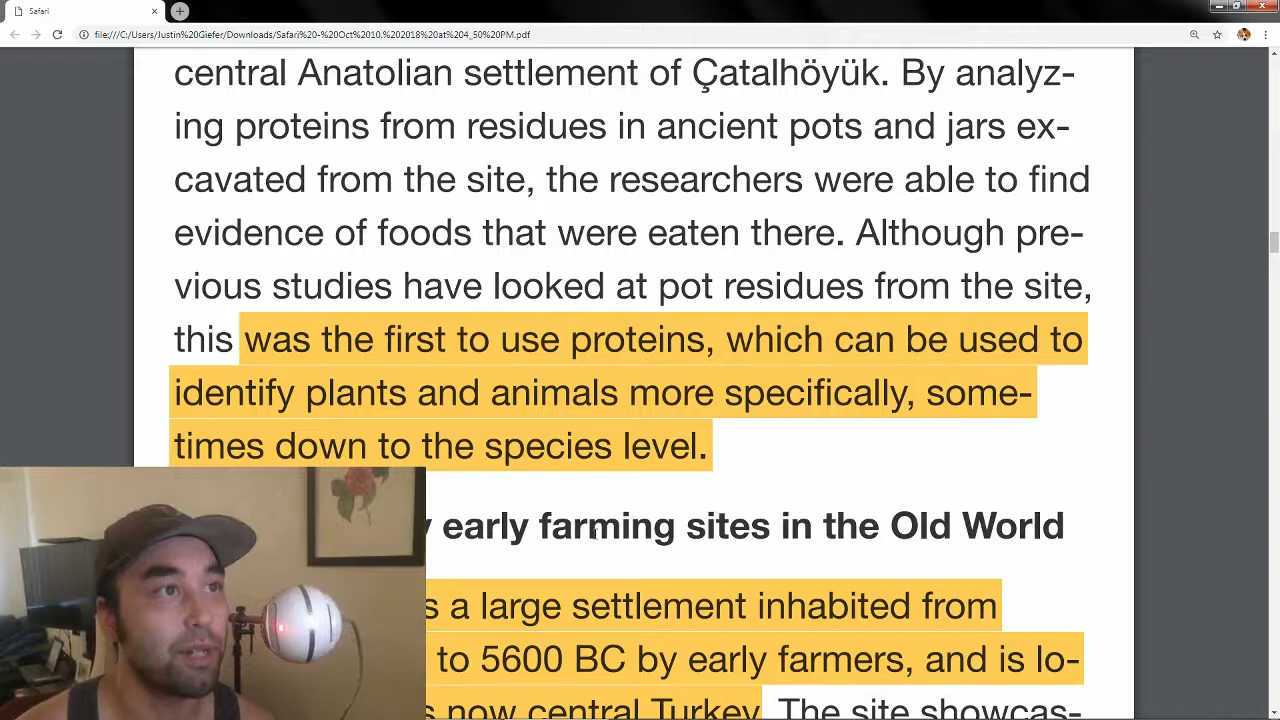 Safari
file:///C:/Users/Justin%20Giefer/Downloads/Safari%20-%20Oct%2010,%202018%20at%204_50%20PM.pdf
central Anatolian settlement of Çatalhöyük. By analyz-
ing proteins from residues in ancient pots and jars ex-
cavated from the site, the researchers were able to find
evidence of foods that were eaten there. Although pre-
vious studies have looked at pot residues from the site,
this was the first to use proteins, which can be used to
identify plants and animals more specifically, some-
times down to the species level.
early farming sites in the Old World
a large settlement inhabited from
to 5600 BC by early farmers, and is lo-
now central Turkey. The site showcas-